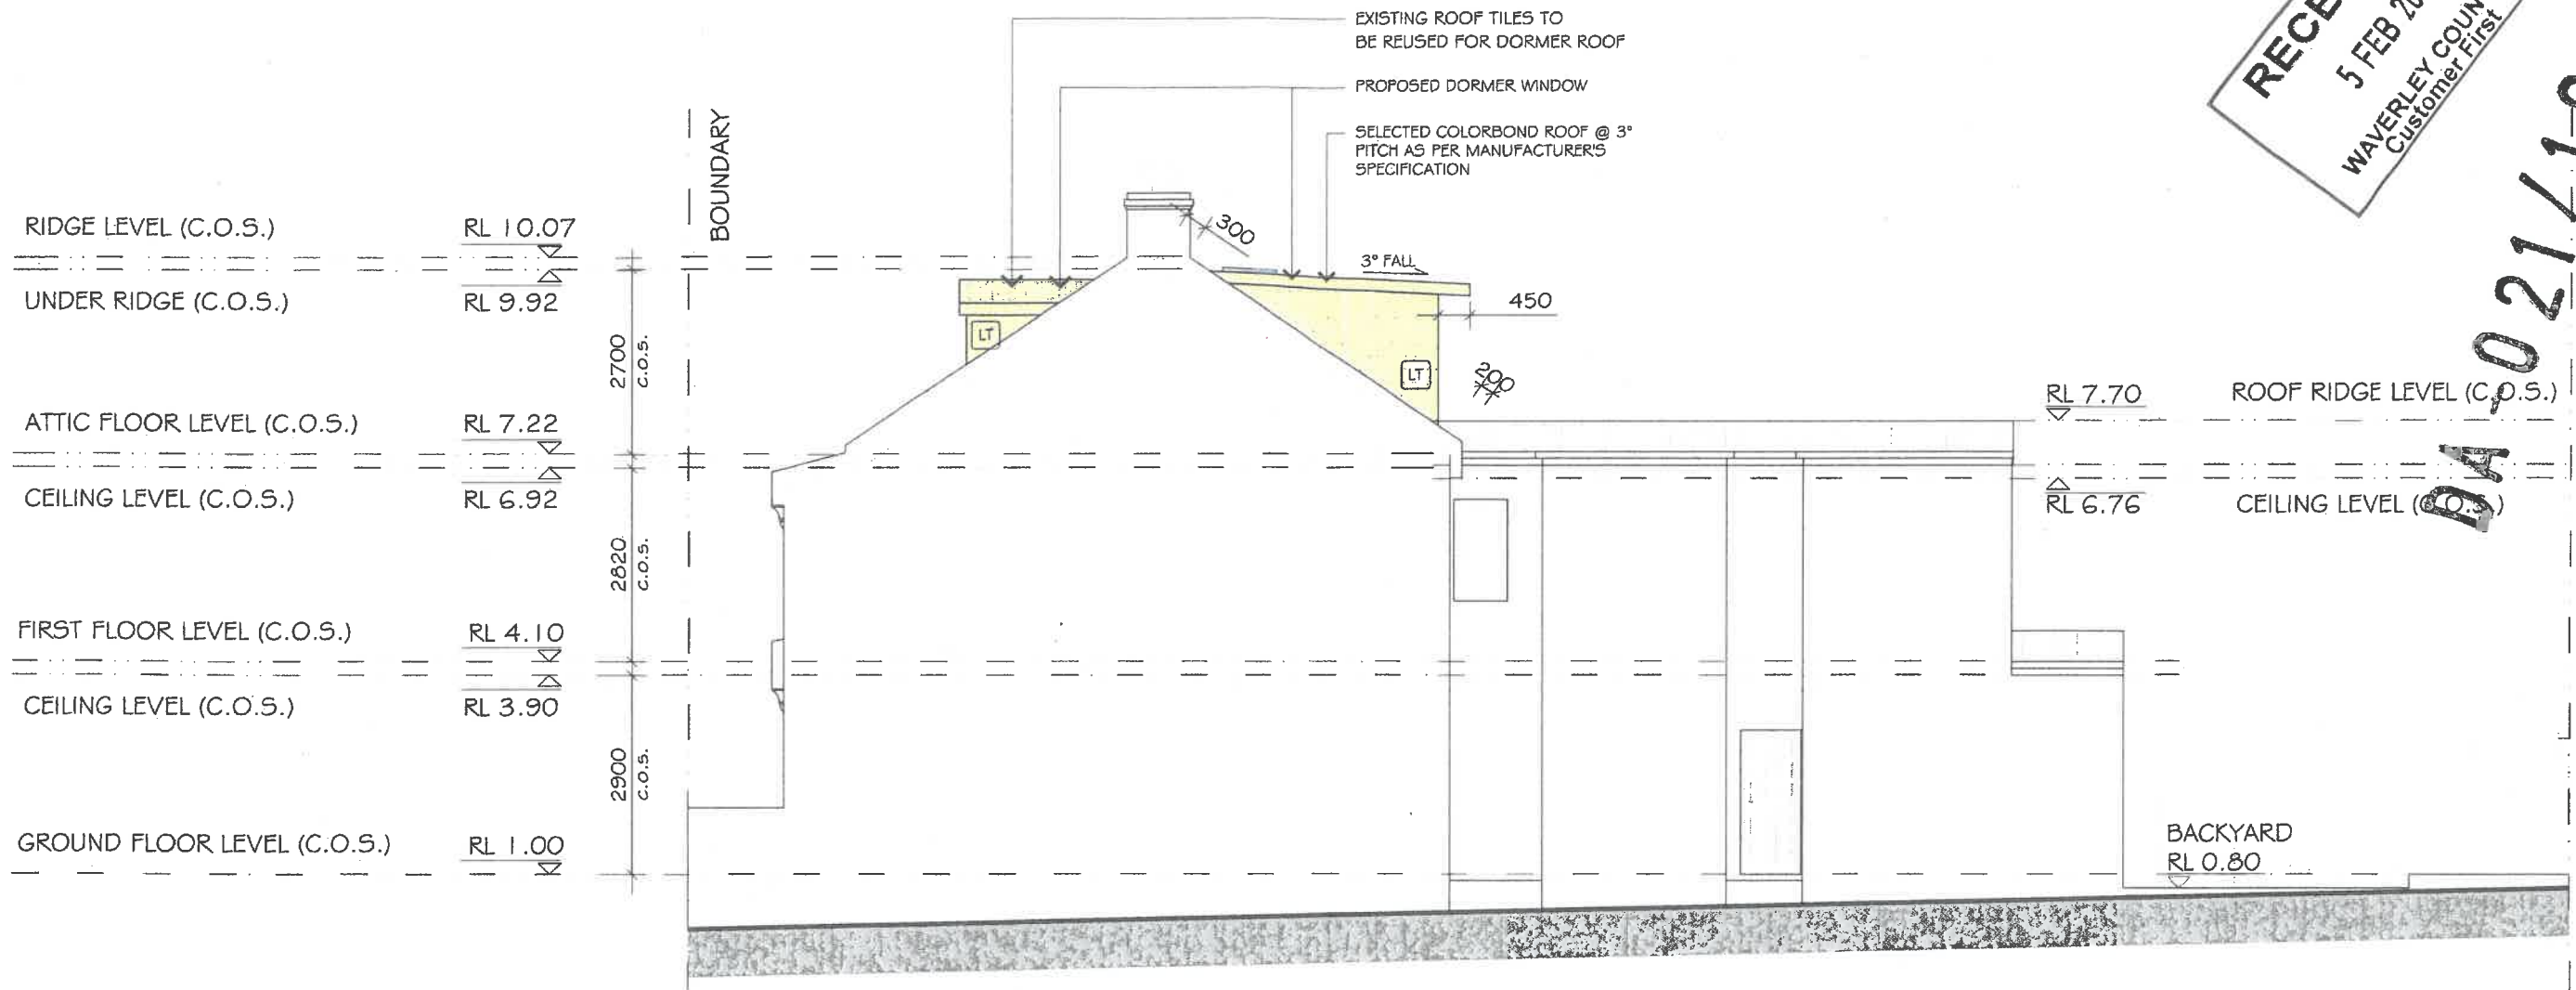 EXISTING ROOF TILES TO
BE REUSED FOR DORMER ROOF
PROPOSED DORMER WINDOW
SELECTED COLORBOND ROOF @ 3°
PITCH AS PER MANUFACTURER'S
SPECIFICATION
5 FEB
WAVERLEY
Customer First
DA-021/1
BOUNDARY
RIDGE LEVEL (C.O.S.) RL 10.07
UNDER RIDGE (C.O.S.) RL 9.92
300
3° FALL
450
LT
LT
200
2700
C.O.S.
ATTIC FLOOR LEVEL (C.O.S.) RL 7.22
CEILING LEVEL (C.O.S.) RL 6.92
RL 7.70 ROOF RIDGE LEVEL (C.O.S.)
RL 6.76 CEILING LEVEL (C.O.S.)
2820
C.O.S.
FIRST FLOOR LEVEL (C.O.S.) RL 4.10
CEILING LEVEL (C.O.S.) RL 3.90
2900
C.O.S.
GROUND FLOOR LEVEL (C.O.S.) RL 1.00
BACKYARD
RL 0.80